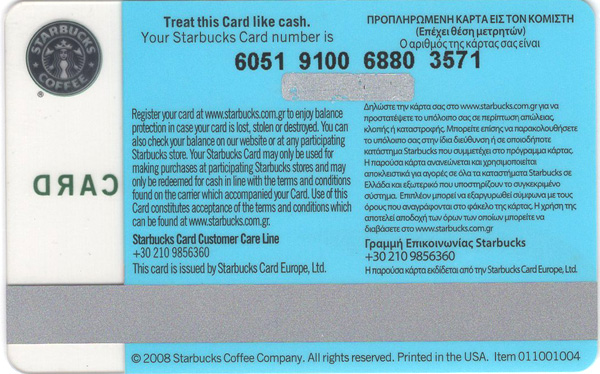 STARBUCKS
COFFEE
®
CARD
Treat this Card like cash.
Your Starbucks Card number is
ΠΡΟΠΛΗΡΩΜΕΝΗ ΚΑΡΤΑ ΕΙΣ ΤΟΝ ΚΟΜΙΣΤΗ
(Επέχει θέση μετρητών)
Ο αριθμός της κάρτας σας είναι
6051 9100 6880 3571
Register your card at www.starbucks.com.gr to enjoy balance
protection in case your card is lost, stolen or destroyed. You can
also check your balance on our website or at any participating
Starbucks store. Your Starbucks Card may only be used for
making purchases at participating Starbucks stores and may
only be redeemed for cash in line with the terms and conditions
found on the carrier which accompanied your Card. Use of this
Card constitutes acceptance of the terms and conditions which
can be found at www.starbucks.com.gr.
Starbucks Card Customer Care Line
+30 210 9856360
This card is issued by Starbucks Card Europe, Ltd.
Δηλώστε την κάρτα σας στο www.starbucks.com.gr για να
προστατέψετε το υπόλοιπο σας σε περίπτωση απώλειας,
κλοπής ή καταστροφής. Μπορείτε επίσης να παρακολουθήσετε
το υπόλοιπο σας στην ίδια διεύθυνση ή σε οποιοδήποτε
κατάστημα Starbucks που συμμετέχει στο πρόγραμμα κάρτας.
Η παρούσα κάρτα ανανεώνεται και χρησιμοποιείται
αποκλειστικά για αγορές σε όλα τα καταστήματα Starbucks σε
Ελλάδα και εξωτερικό που υποστηρίζουν το συγκεκριμένο
σύστημα. Επιπλέον μπορεί να εξαργυρωθεί σύμφωνα με τους
όρους που αναγράφονται στο φάκελο της κάρτας. Η χρήση της
αποτελεί αποδοχή των όρων των οποίων μπορείτε να
διαβάσετε στο www.starbucks.com.gr
Γραμμή Επικοινωνίας Starbucks
+30 210 9856360
Η παρούσα κάρτα εκδίδεται από την Starbucks Card Europe, Ltd.
© 2008 Starbucks Coffee Company. All rights reserved. Printed in the USA. Item 011001004